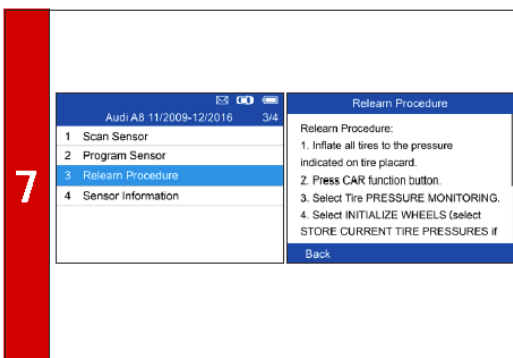 7
Audi A8 11/2009-12/2016 3/4
1 Scan Sensor
2 Program Sensor
3 Relearn Procedure
4 Sensor Information
Relearn Procedure
Relearn Procedure:
1. Inflate all tires to the pressure
indicated on tire placard.
2. Press CAR function button.
3. Select Tire PRESSURE MONITORING.
4. Select INITIALIZE WHEELS (select
STORE CURRENT TIRE PRESSURES if
Back